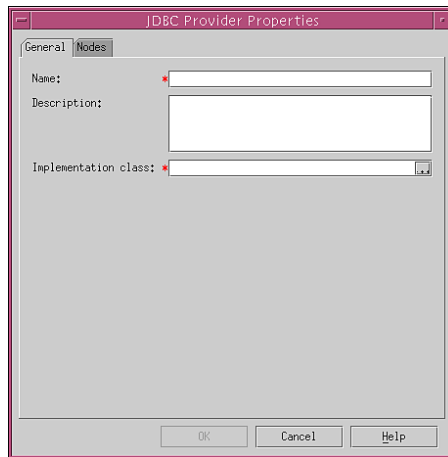 JDBC Provider Properties
General Nodes
Name: *
Description:
Implementation class: *
...
OK Cancel Help